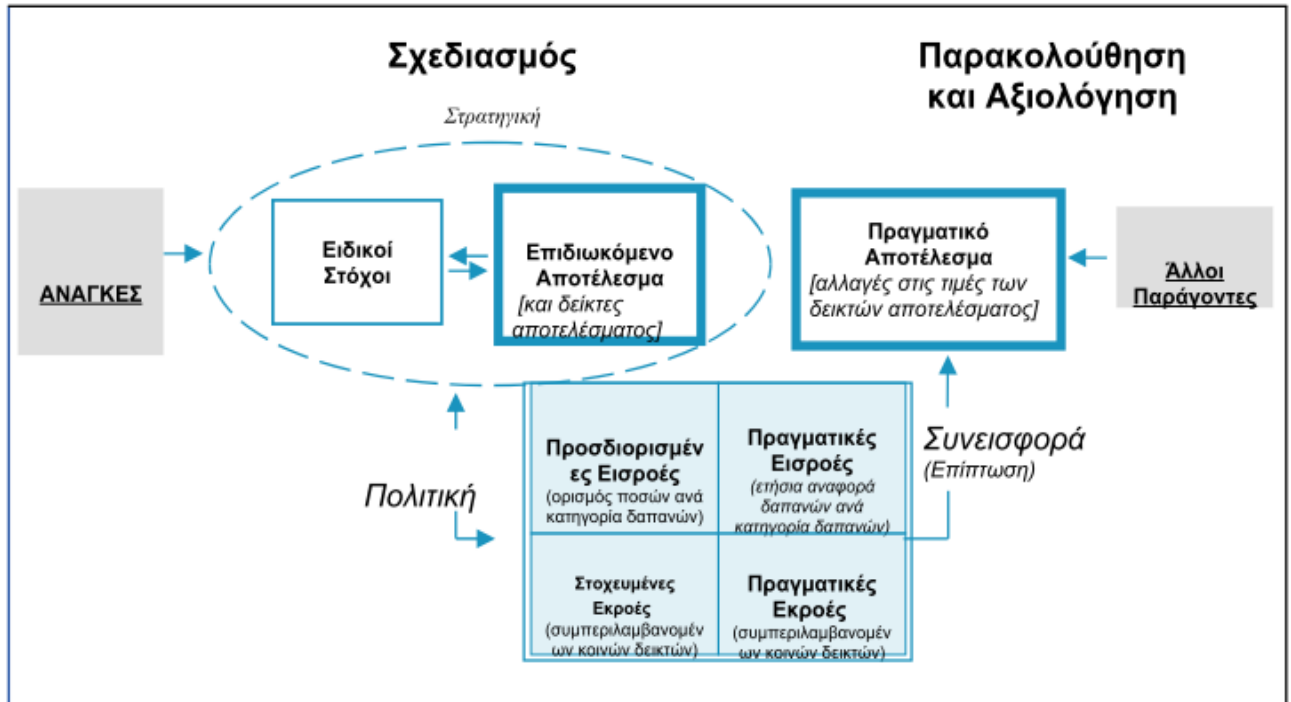 Σχεδιασμός
Παρακολούθηση
και Αξιολόγηση
Στρατηγική
ΑΝΑΓΚΕΣ
Ειδικοί
Στόχοι
Επιδιωκόμενο
Αποτέλεσμα
[και δείκτες
αποτελέσματος]
Πραγματικό
Αποτέλεσμα
[αλλαγές στις τιμές των
δεικτών αποτελέσματος]
Άλλοι
Παράγοντες
Πολιτική
Προσδιορισμέν
ες Εισροές
(ορισμός ποσών ανά
κατηγορία δαπανών)
Πραγματικές
Εισροές
(ετήσια αναφορά
δαπανών ανά
κατηγορία δαπανών)
Στοχευμένες
Εκροές
(συμπεριλαμβανομέν
ων κοινών δεικτών)
Πραγματικές
Εκροές
(συμπεριλαμβανομέν
ων κοινών δεικτών)
Συνεισφορά
(Επίπτωση)